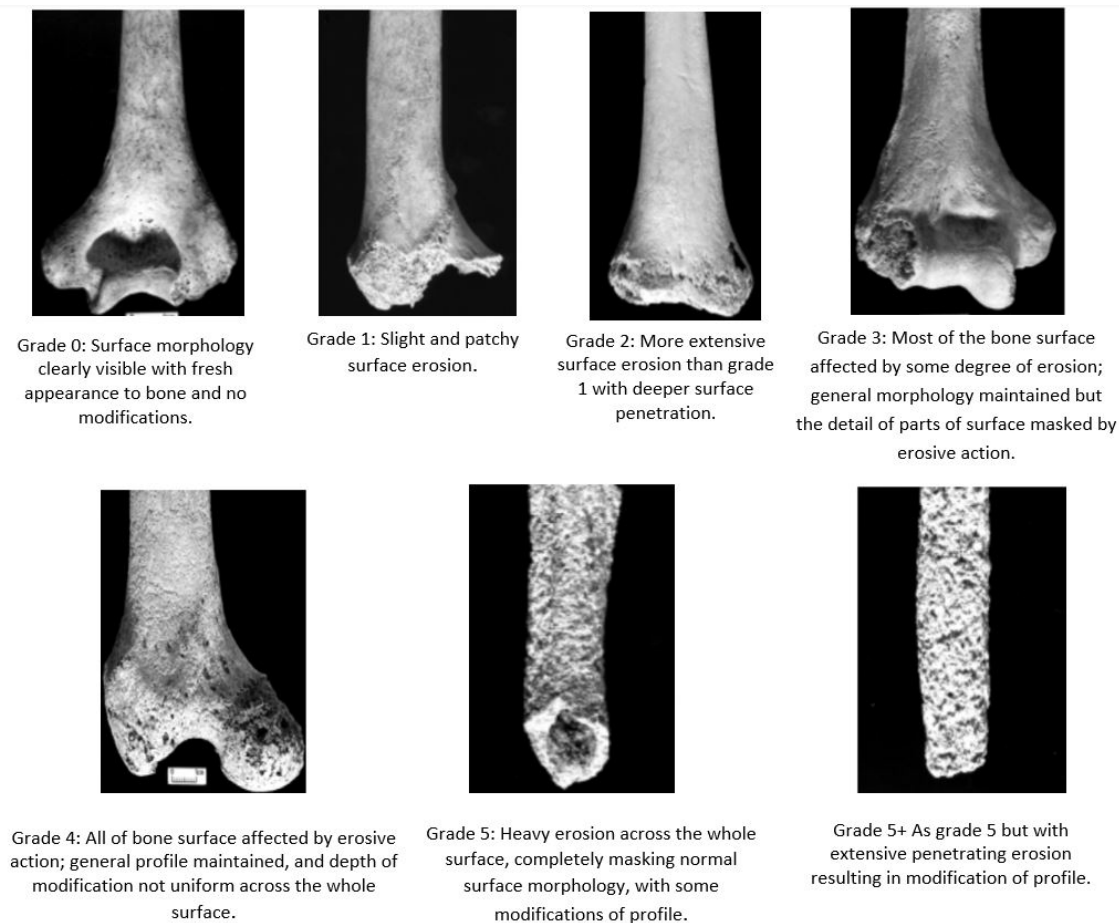 Grade 0: Surface morphology
clearly visible with fresh
appearance to bone and no
modifications.
Grade 1: Slight and patchy
surface erosion.
Grade 2: More extensive
surface erosion than grade
1 with deeper surface
penetration.
Grade 3: Most of the bone surface
affected by some degree of erosion;
general morphology maintained but
the detail of parts of surface masked by
erosive action.
Grade 4: All of bone surface affected by erosive
action; general profile maintained, and depth of
modification not uniform across the whole
surface.
Grade 5: Heavy erosion across the whole
surface, completely masking normal
surface morphology, with some
modifications of profile.
Grade 5+ As grade 5 but with
extensive penetrating erosion
resulting in modification of profile.